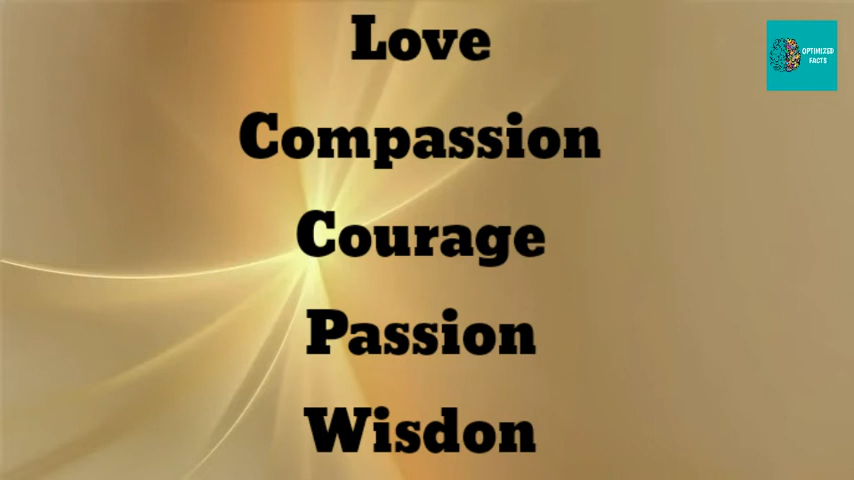 Love
OPTIMIZED
FACTS
Compassion
Courage
Passion
Wisdon